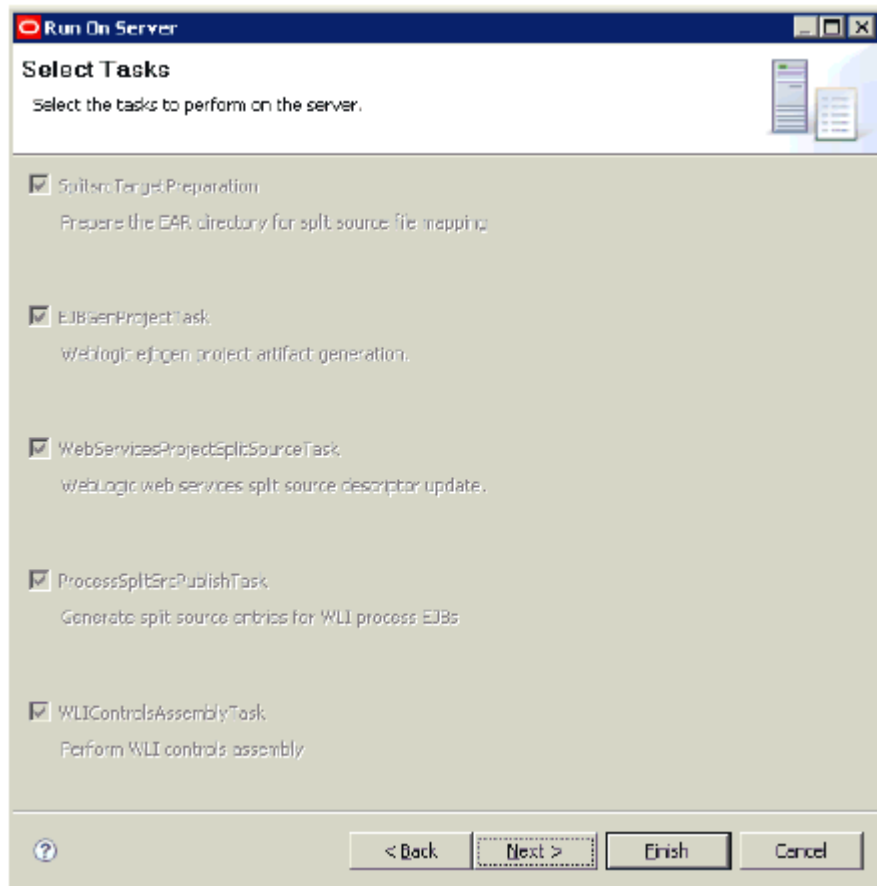 Run On Server
Select Tasks
Select the tasks to perform on the server.
SplitsrcTargetPreparation
Prepare the EAR directory for split source file mapping
EJBGenProjectTask
Weblogic ejbgen project artifact generation.
WebServicesProjectSplitSourceTask
WebLogic web services split source descriptor update.
ProcessSplitSrcPublishTask
Generate split source entries for WLI process EJBs
WLIControlsAssemblyTask
Perform WLI controls assembly
? < Back Next > Finish Cancel